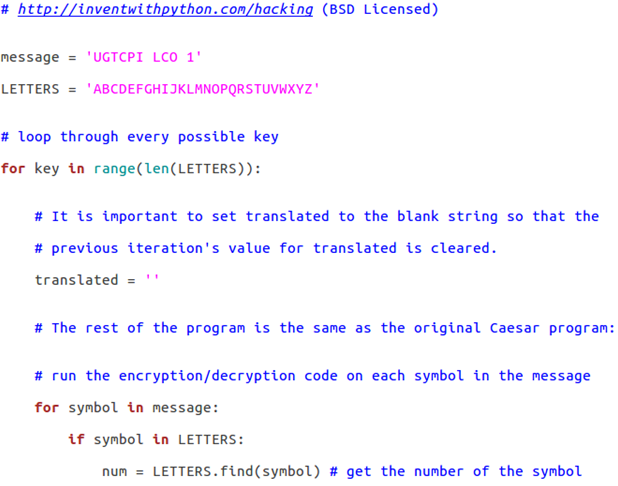 # http://inventwithpython.com/hacking (BSD Licensed)
message = 'UGTCPI LCO 1'
LETTERS = 'ABCDEFGHIJKLMNOPQRSTUVWXYZ'
# loop through every possible key
for key in range(len(LETTERS)):
# It is important to set translated to the blank string so that the
# previous iteration's value for translated is cleared.
translated = ''
# The rest of the program is the same as the original Caesar program:
# run the encryption/decryption code on each symbol in the message
for symbol in message:
if symbol in LETTERS:
num = LETTERS.find(symbol) # get the number of the symbol